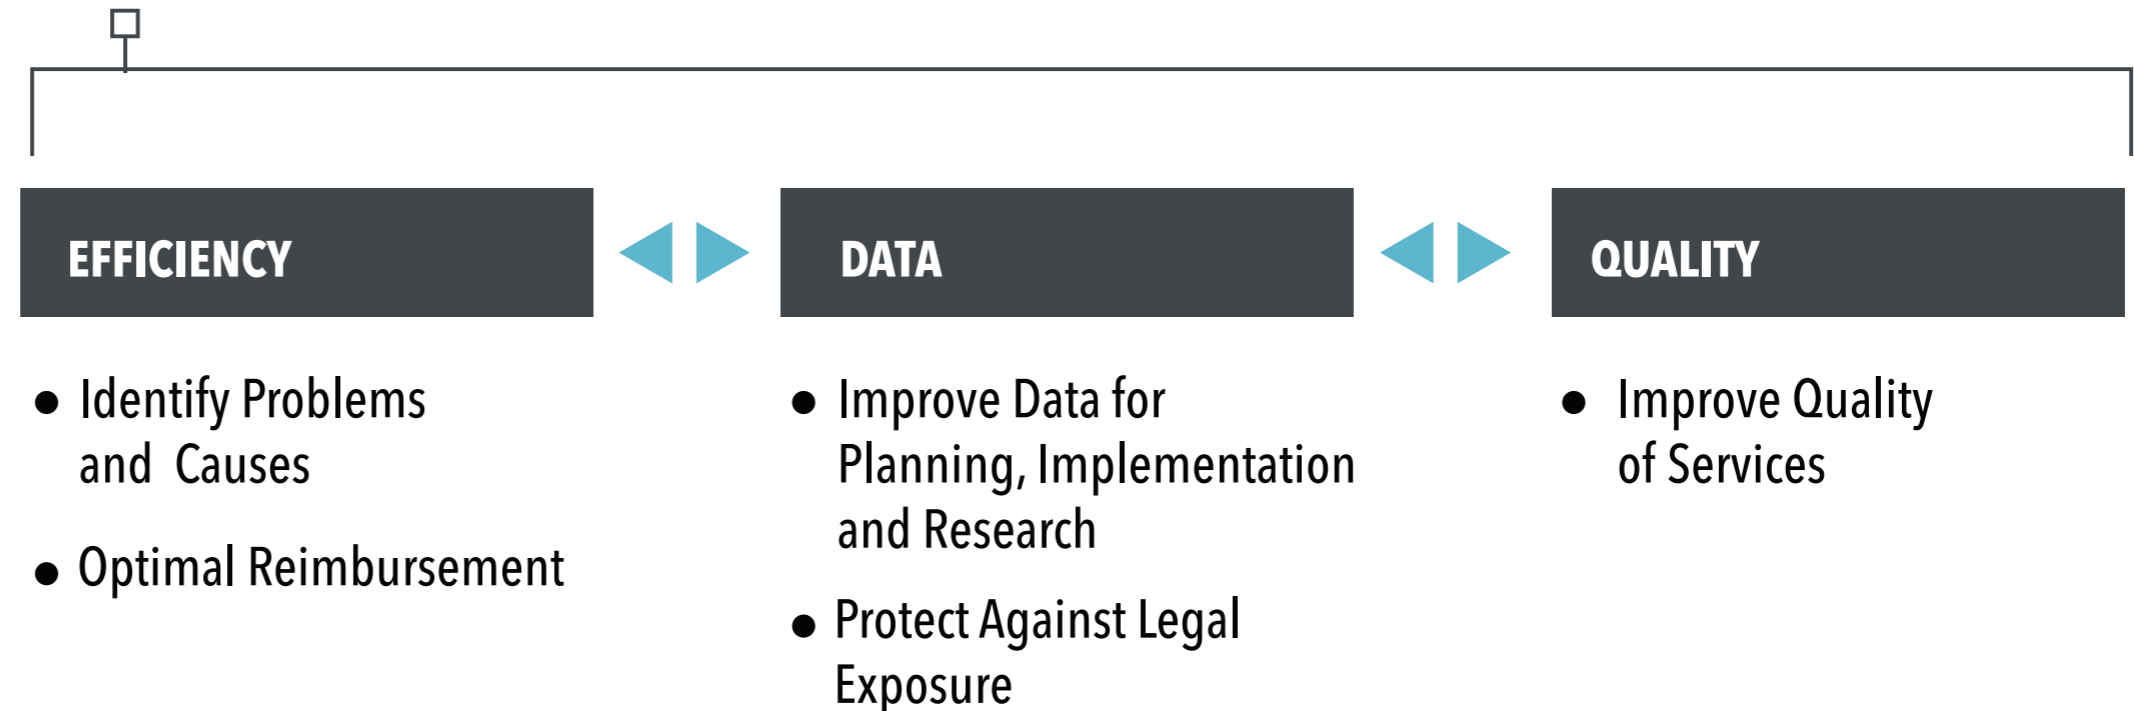 EFFICIENCY
Identify Problems
and Causes
Optimal Reimbursement
DATA
Improve Data for
Planning, Implementation
and Research
Protect Against Legal
Exposure
QUALITY
Improve Quality
of Services